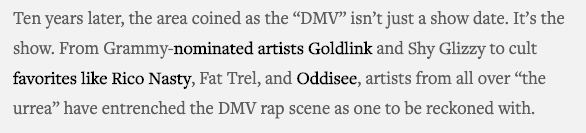 Ten years later, the area coined as the “DMV” isn’t just a show date. It’s the
show. From Grammy-nominated artists Goldlink and Shy Glizzy to cult
favorites like Rico Nasty, Fat Trel, and Oddisee, artists from all over “the
urrea” have entrenched the DMV rap scene as one to be reckoned with.